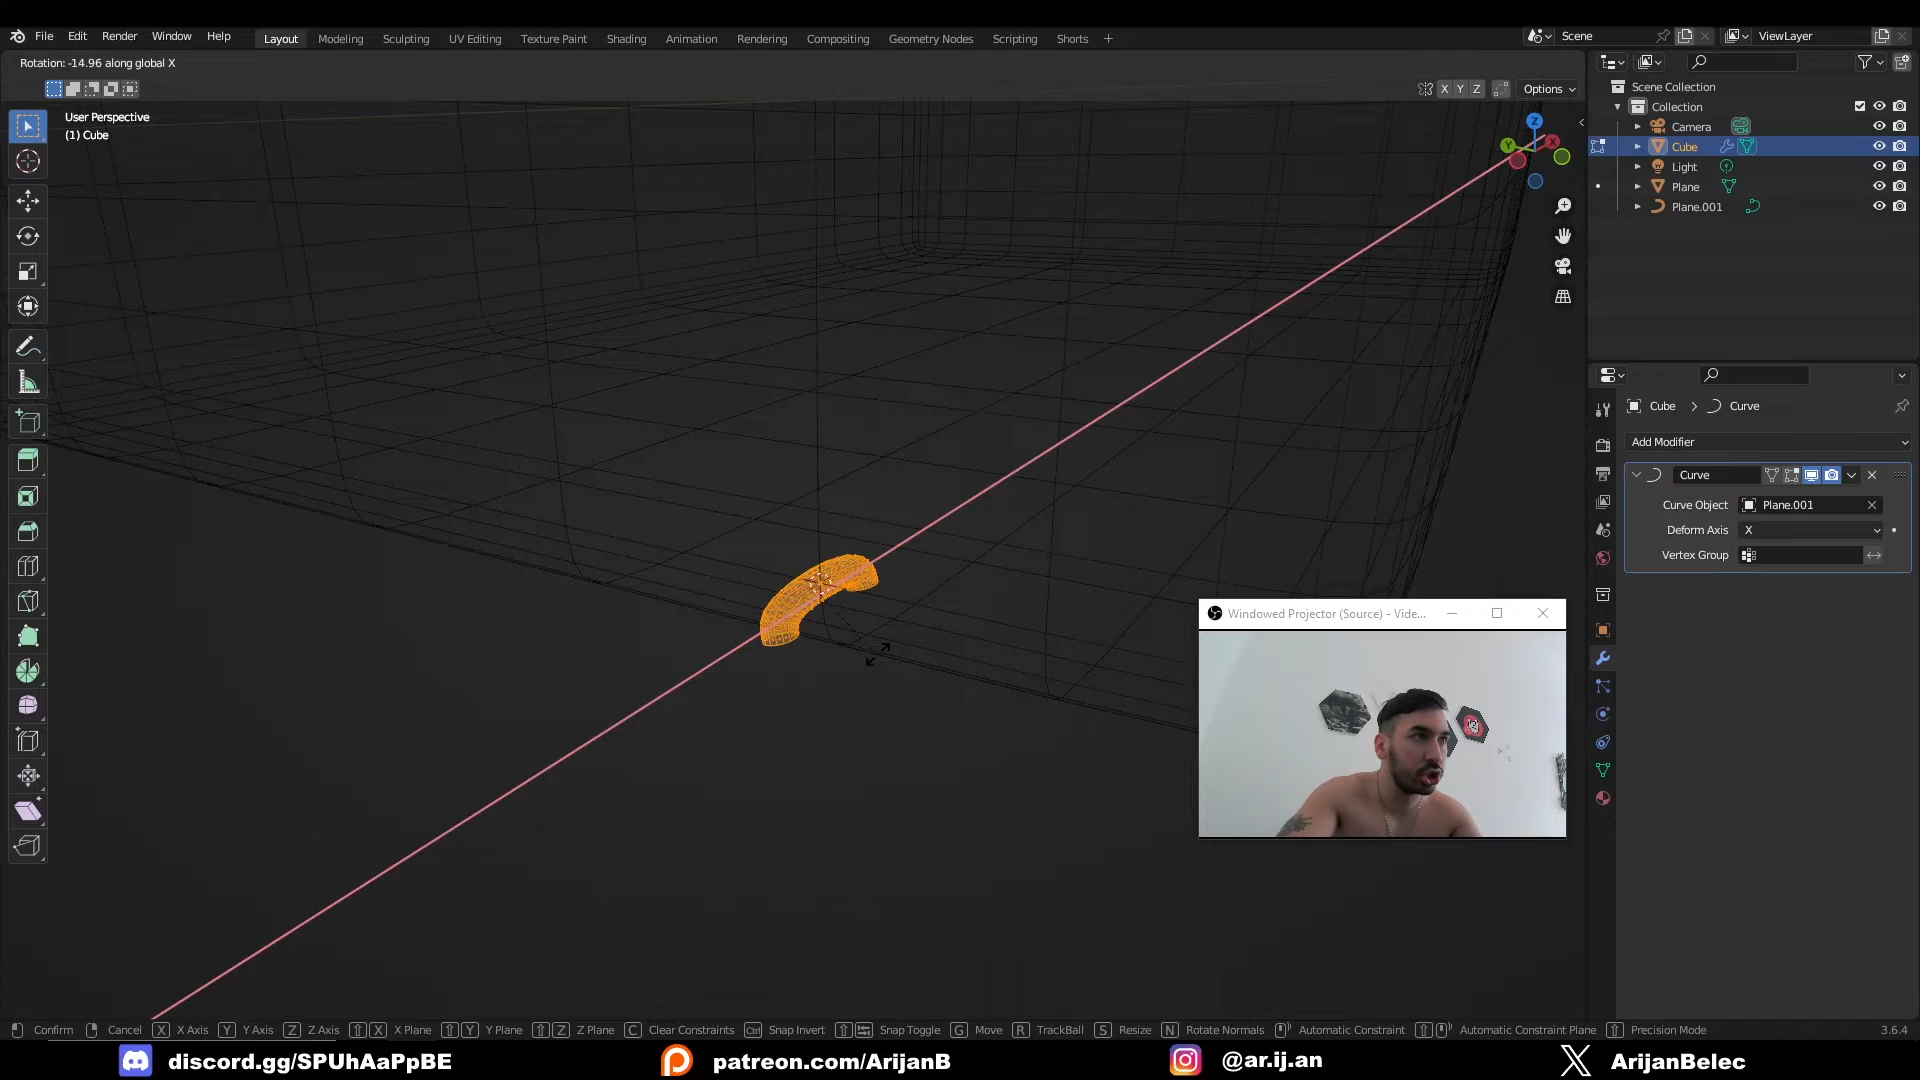 File Edit Render Window Help Layout Modeling Sculpting UV Editing Texture Paint Shading Animation Rendering Compositing Geometry Nodes Scripting Shorts + Scene ViewLayer
Rotation: -14.96 along global X
X Y Z Options
User Perspective
(1) Cube
Scene Collection
Collection
Camera
Cube
Light
Plane
Plane.001
Z
Y
X
Cube > Curve
Add Modifier
Curve
Curve Object Plane.001
Deform Axis X
Vertex Group
Windowed Projector (Source) - Vide...
Confirm Cancel X X Axis Y Y Axis Z Z Axis X X Plane Y Y Plane Z Z Plane C Clear Constraints Ctrl Snap Invert Snap Toggle G Move R TrackBall S Resize N Rotate Normals Automatic Constraint Automatic Constraint Plane Precision Mode 3.6.4
discord.gg/SPUhAaPpBE patreon.com/ArijanB @ar.ij.an ArijanBelec